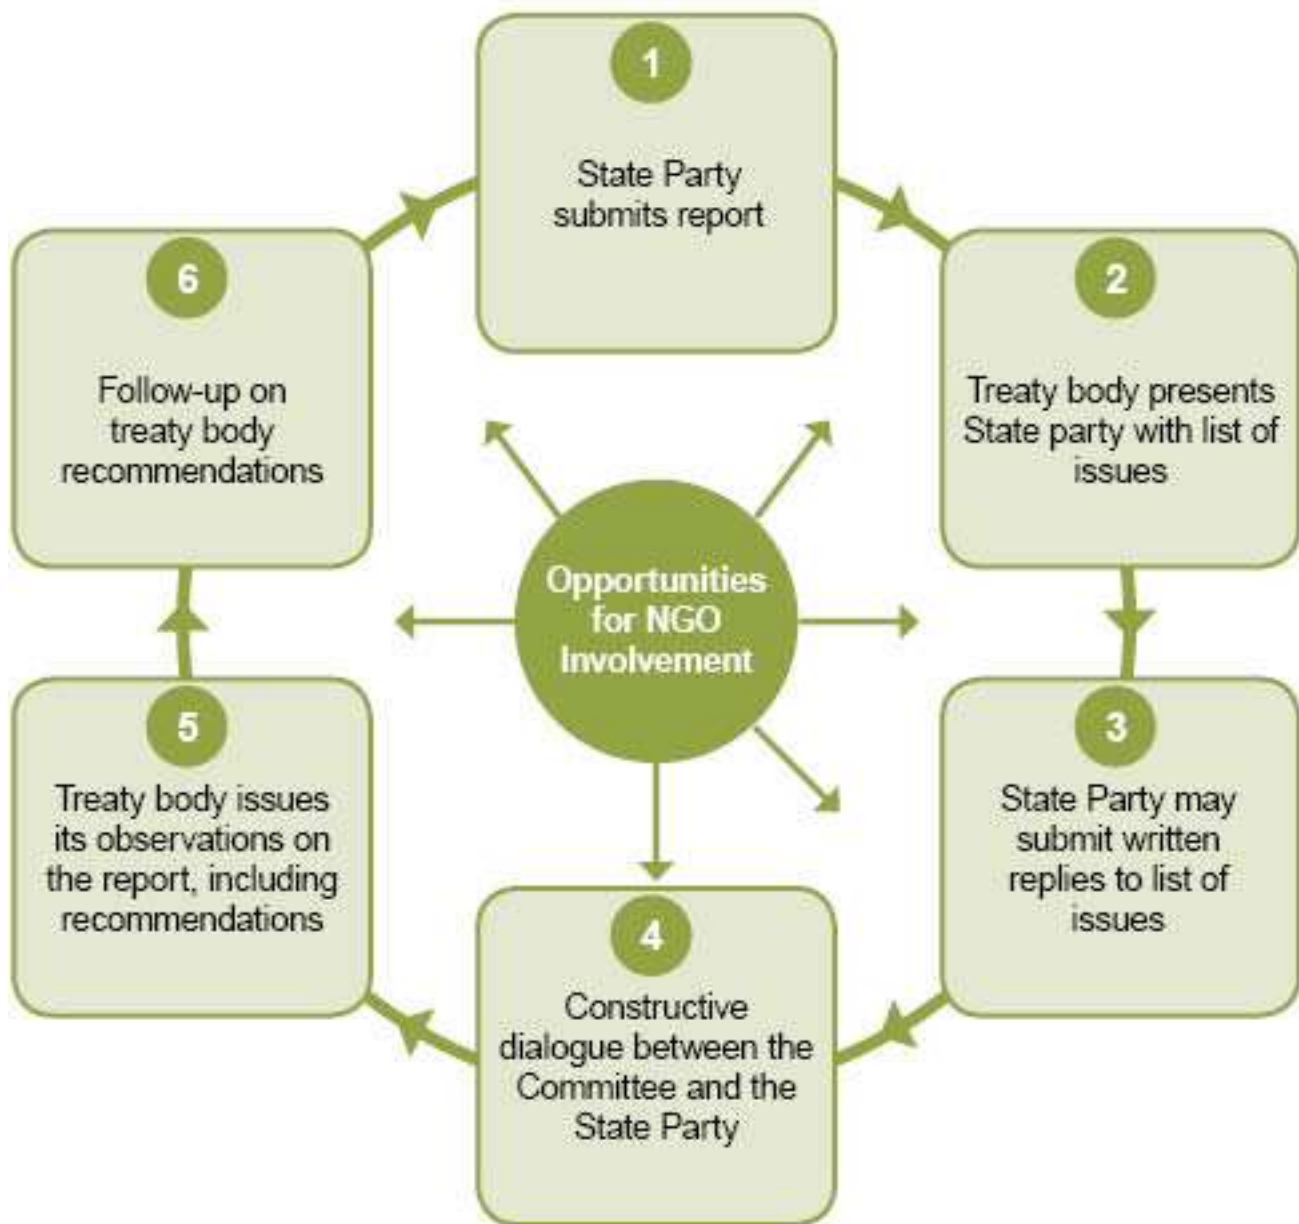 1
State Party
submits report
2
Treaty body presents
State party with list of
issues
3
State Party may
submit written
replies to list of
issues
4
Constructive
dialogue between the
Committee and the
State Party
5
Treaty body issues
its observations on
the report, including
recommendations
6
Follow-up on
treaty body
recommendations
Opportunities
for NGO
Involvement